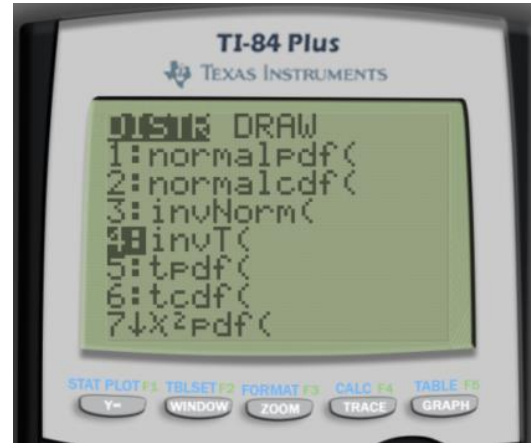 TI-84 Plus
TEXAS INSTRUMENTS
DISTR DRAW
1:normalpdf(
2:normalcdf(
3:invNorm(
4:invT(
5:tpdf(
6:tcdf(
7↓χ²pdf(
STAT PLOT F1 TBLSET F2 FORMAT F3 CALC F4 TABLE F5
Y= WINDOW ZOOM TRACE GRAPH